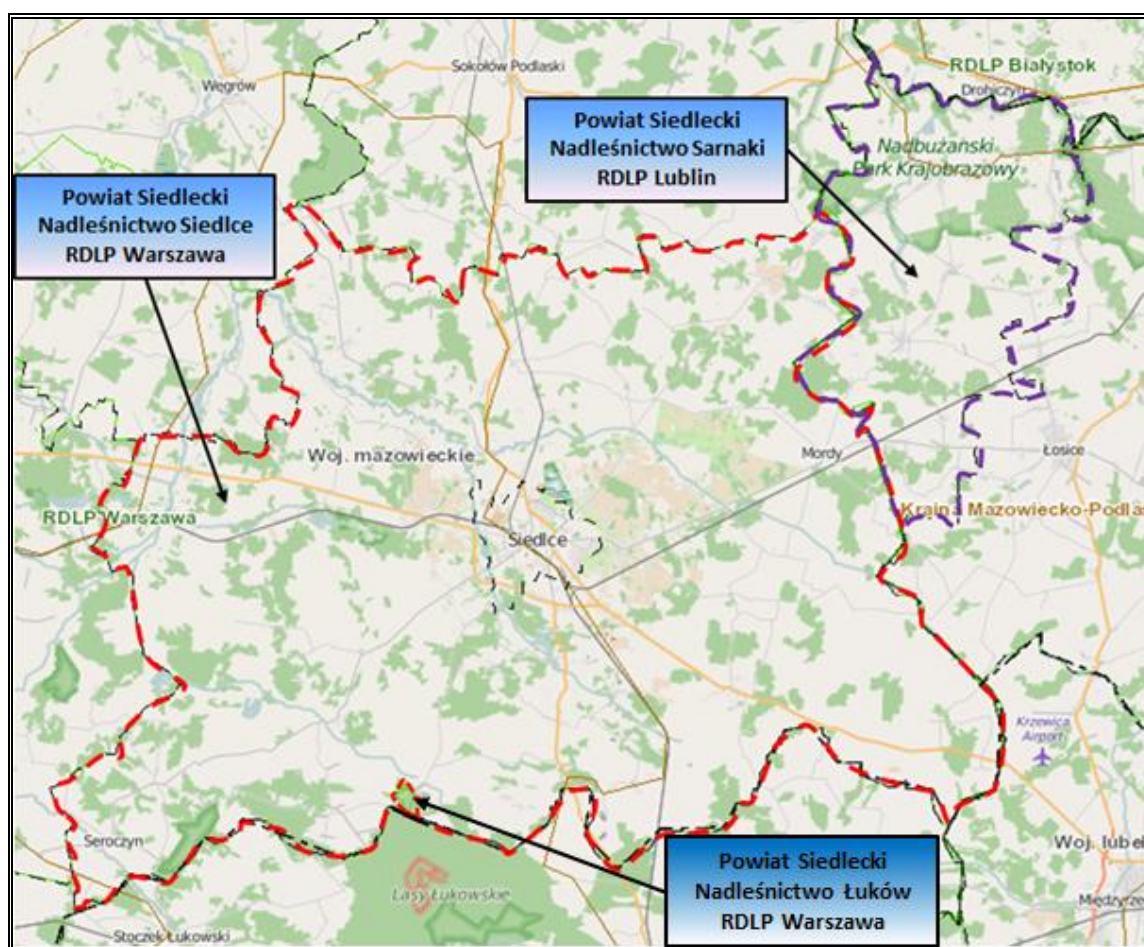 Węgrów
Sokołów Podlaski
RDLP Białystok
Drohiczyn
Powiat Siedlecki
Nadleśnictwo Sarnaki
RDLP Lublin
Nadbużański
Park Krajobrazowy
Powiat Siedlecki
Nadleśnictwo Siedlce
RDLP Warszawa
Woj. mazowieckie
Mordy
Łosice
RDLP Warszawa
Kraina Mazowiecko-Podlas
Siedlce
Krzewica
Airport
Seroczyn
Woj. lubel
Powiat Siedlecki
Nadleśnictwo Łuków
RDLP Warszawa
Lasy Łukowskie
Międzyrze
Stoczek Łukowski